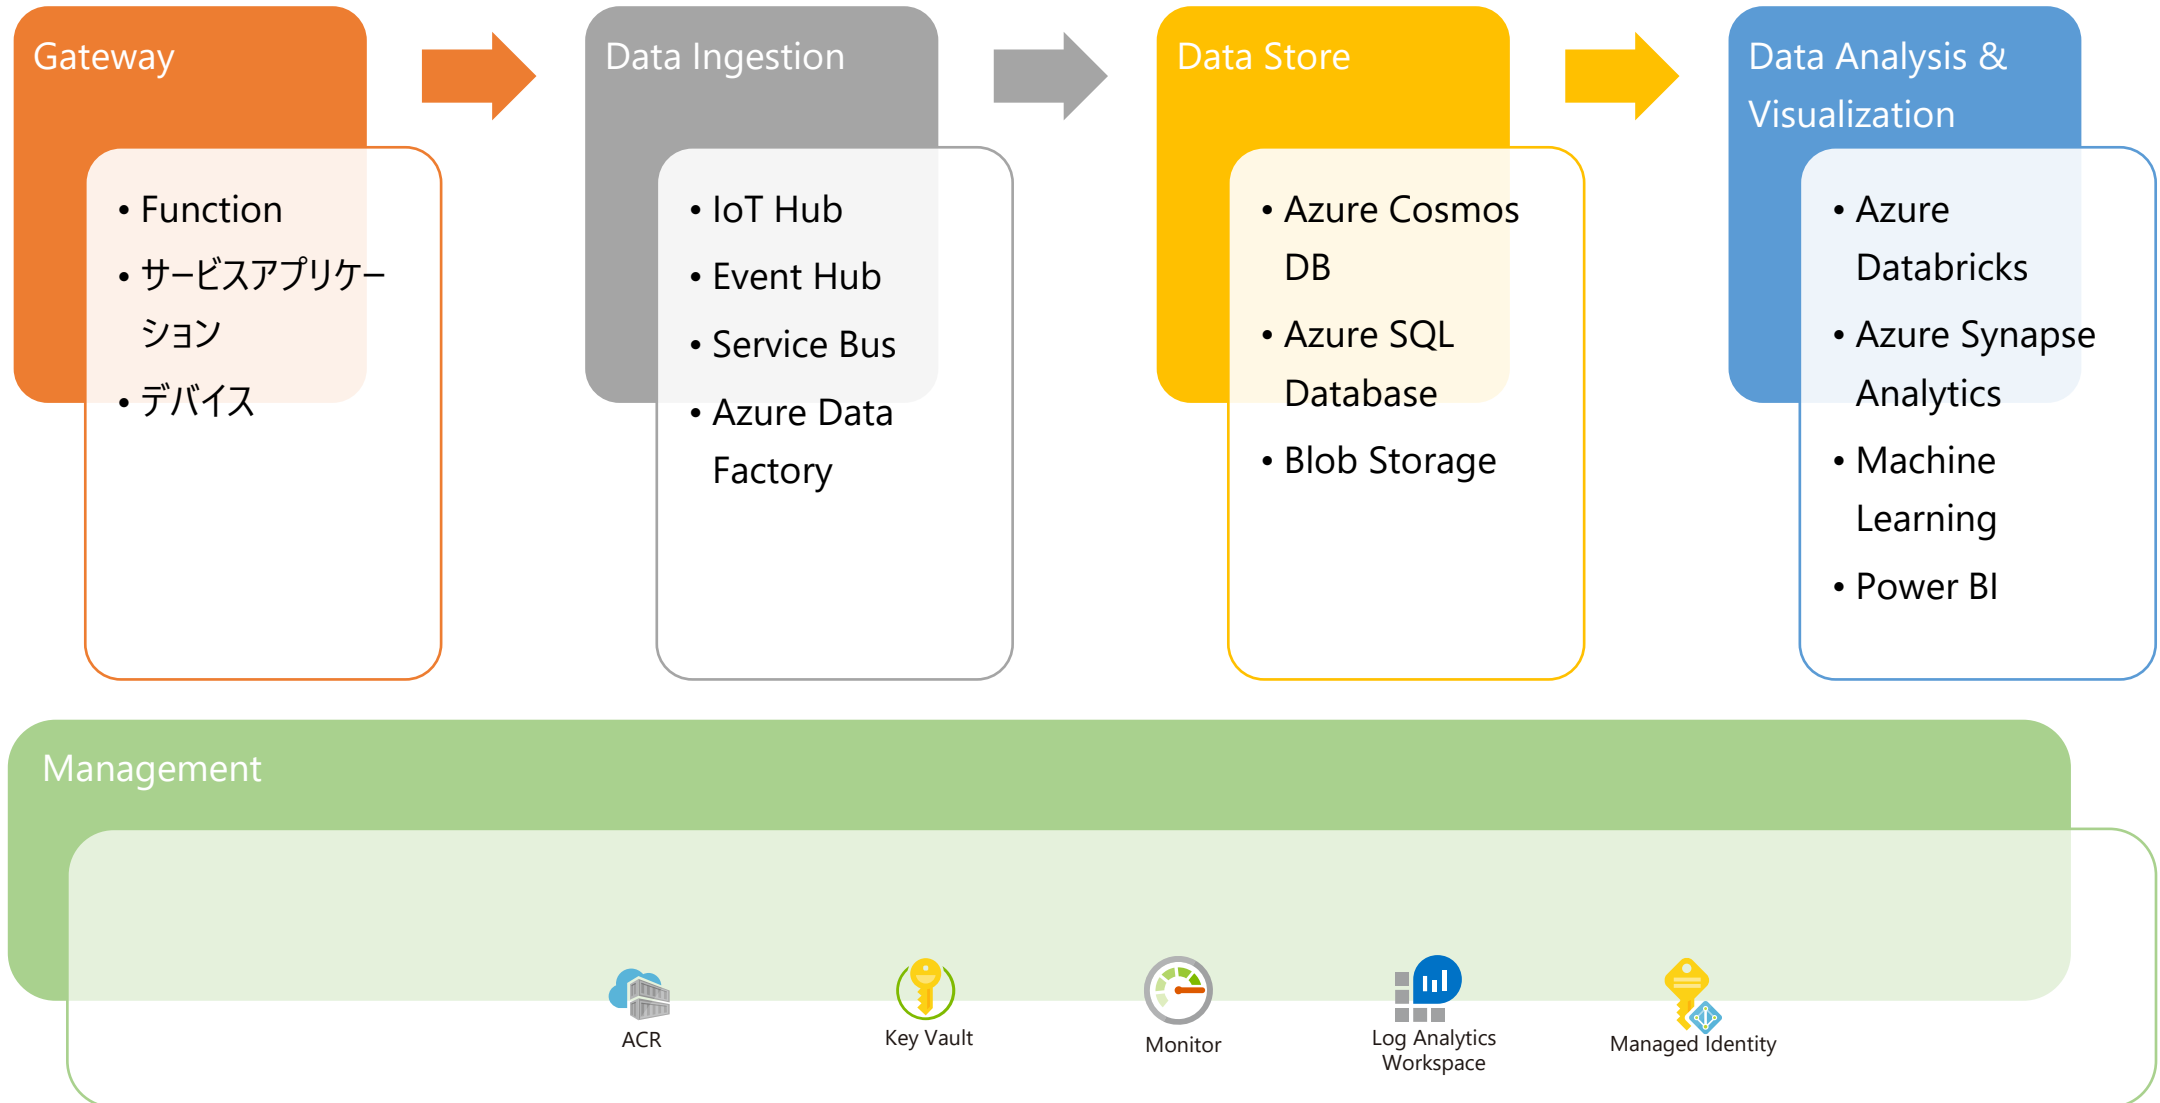 Gateway
• Function
• サービスアプリケー
ション
• デバイス
Data Ingestion
• IoT Hub
• Event Hub
• Service Bus
• Azure Data
Factory
Data Store
• Azure Cosmos
DB
• Azure SQL
Database
• Blob Storage
Data Analysis &
Visualization
• Azure
Databricks
• Azure Synapse
Analytics
• Machine
Learning
• Power BI
Management
ACR
Key Vault
Monitor
Log Analytics
Workspace
Managed Identity